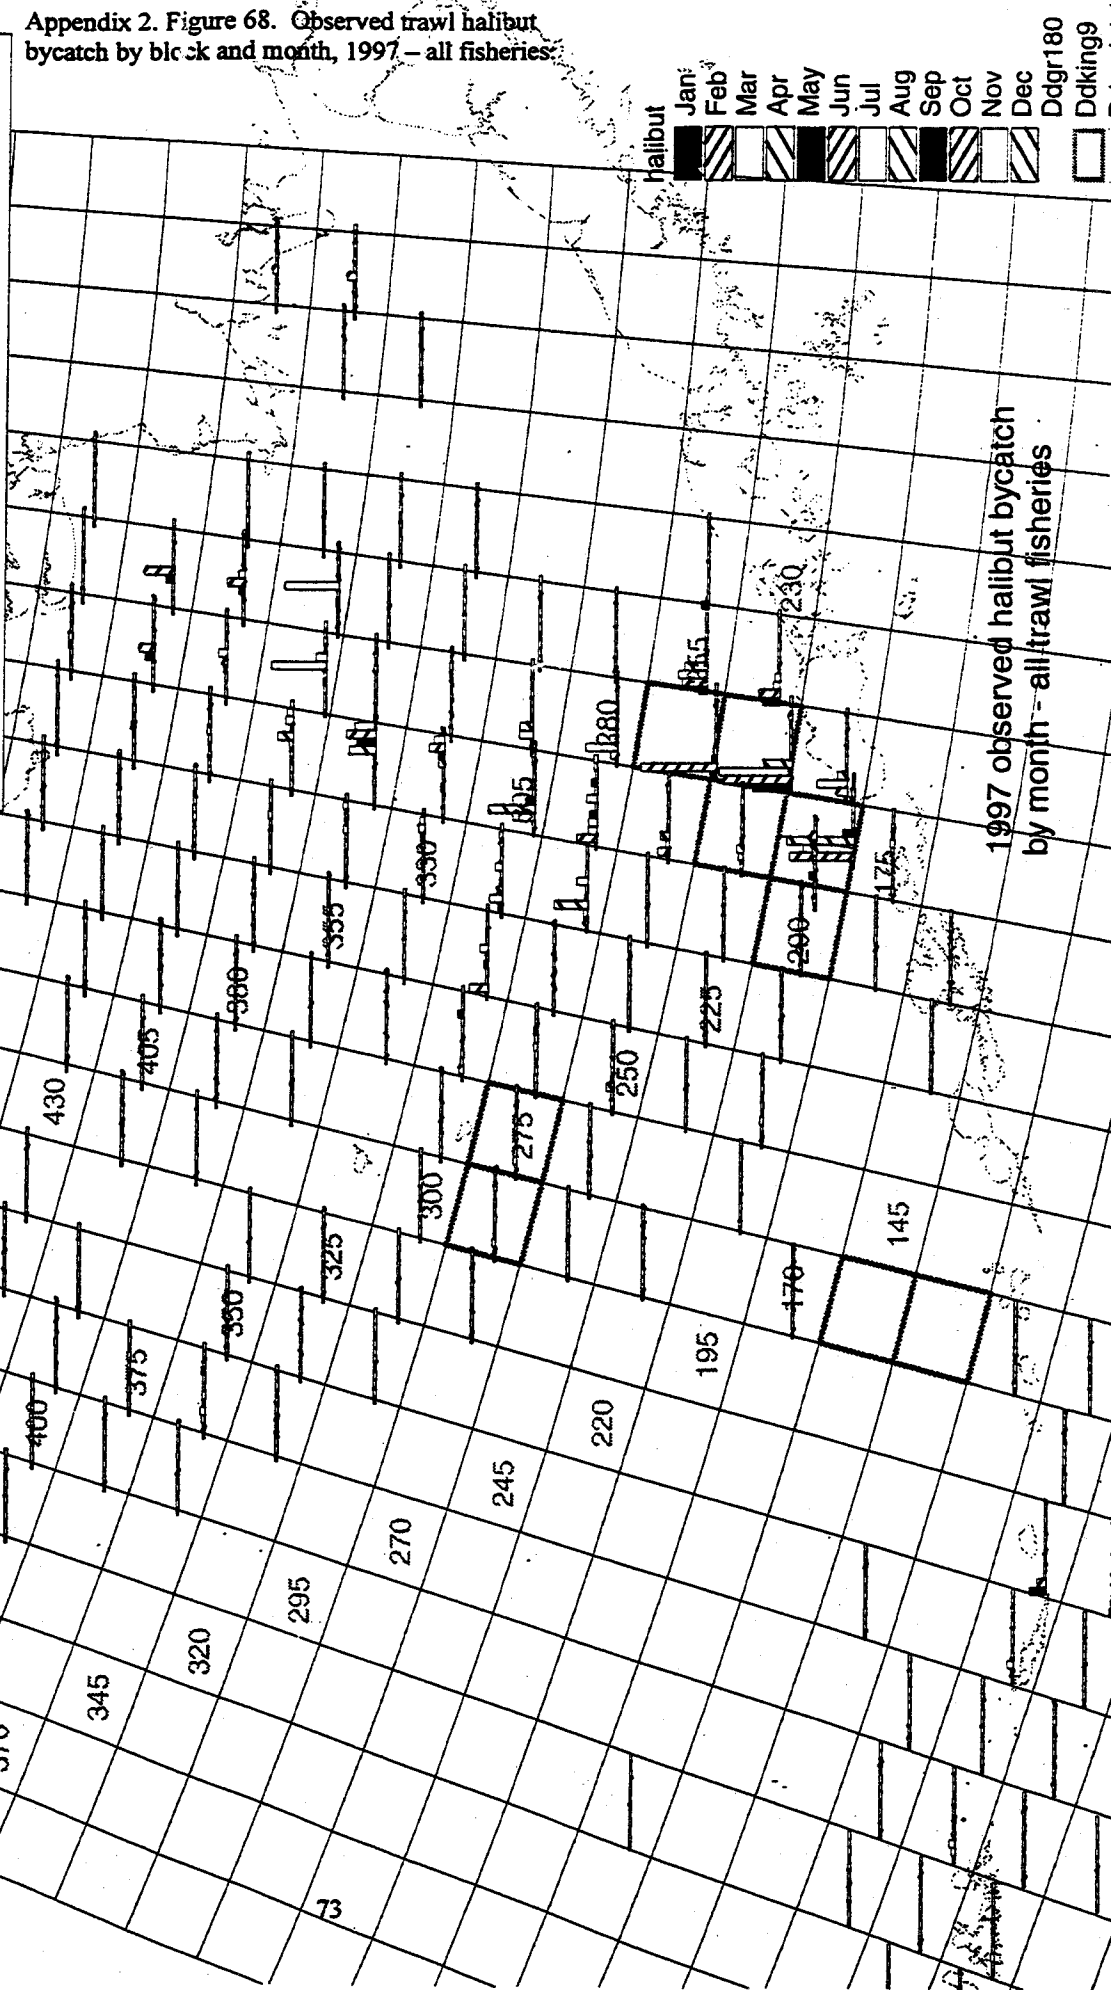 Appendix 2. Figure 68. Observed trawl halibut
bycatch by block and month, 1997 – all fisheries.
halibut
Jan
Feb
Mar
Apr
May
Jun
Jul
Aug
Sep
Oct
Nov
Dec
Ddgr180
Ddking9
1997 observed halibut bycatch
by month - all trawl fisheries
230
280
305
330
355
380
405
430
175
200
225
250
275
300
325
350
375
400
145
170
195
220
245
270
295
320
345
73